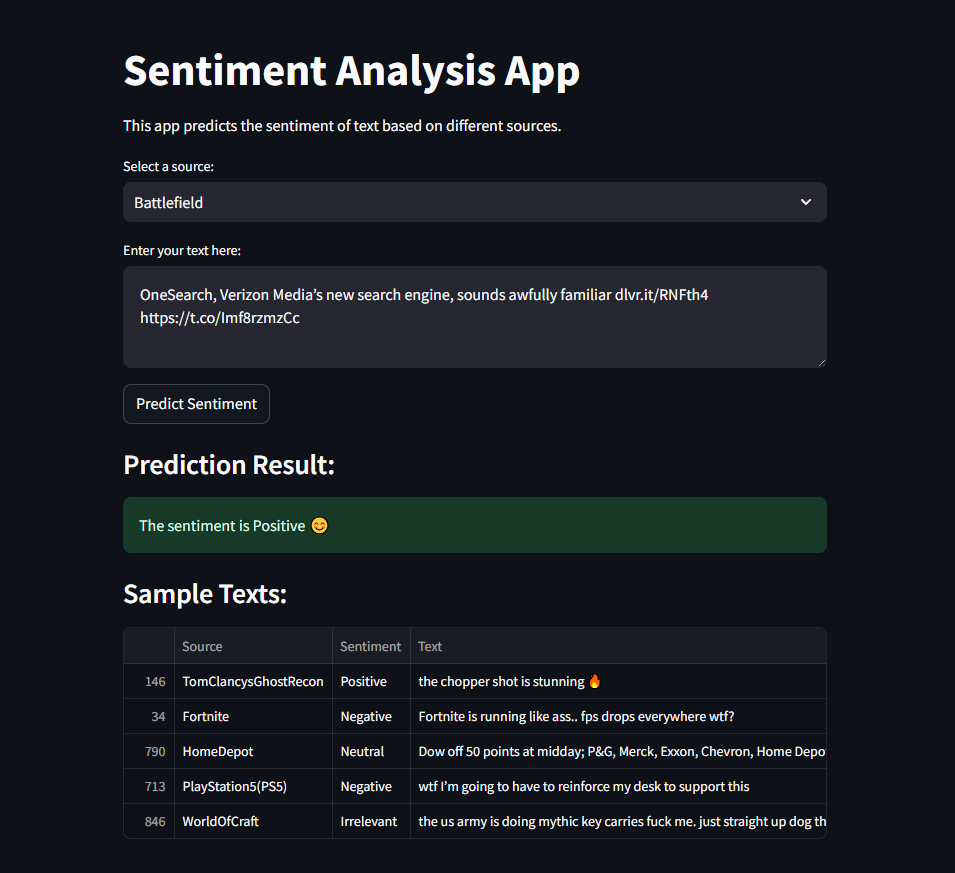 Sentiment Analysis App
This app predicts the sentiment of text based on different sources.
Select a source:
Battlefield
Enter your text here:
OneSearch, Verizon Media’s new search engine, sounds awfully familiar dlvr.it/RNFth4
https://t.co/Imf8rzmzCc
Predict Sentiment
Prediction Result:
The sentiment is Positive 😊
Sample Texts:
Source Sentiment Text
146 TomClancysGhostRecon Positive the chopper shot is stunning 🔥
34 Fortnite Negative Fortnite is running like ass.. fps drops everywhere wtf?
790 HomeDepot Neutral Dow off 50 points at midday; P&G, Merck, Exxon, Chevron, Home Depo
713 PlayStation5(PS5) Negative wtf I’m going to have to reinforce my desk to support this
846 WorldOfCraft Irrelevant the us army is doing mythic key carries fuck me. just straight up dog th